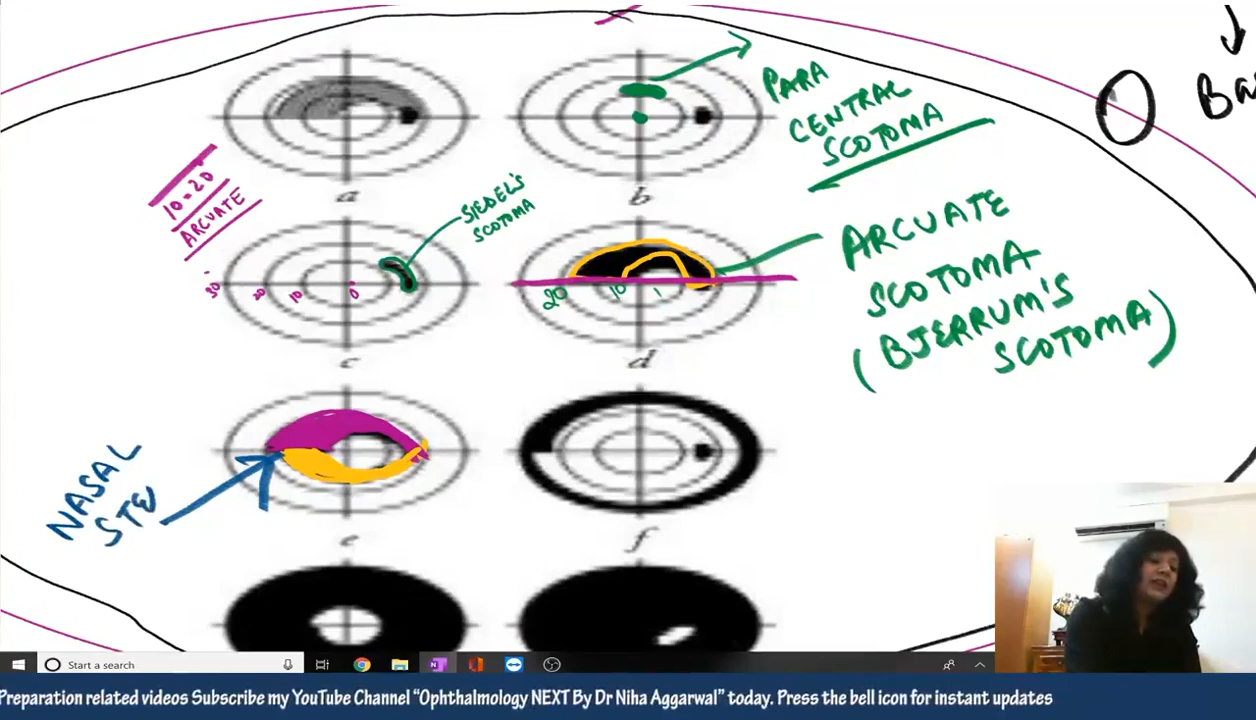 PARA
CENTRAL
SCOTOMA
a
b
10-20
ARCUATE
SIEDEL'S
SCOTOMA
30°
20
10
0°
c
20
10
d
ARCUATE
SCOTOMA
(BJERRUM'S
SCOTOMA)
NASAL
e
f
Start a search
Preparation related videos Subscribe my YouTube Channel “Ophthalmology NEXT By Dr Niha Aggarwal” today. Press the bell icon for instant updates